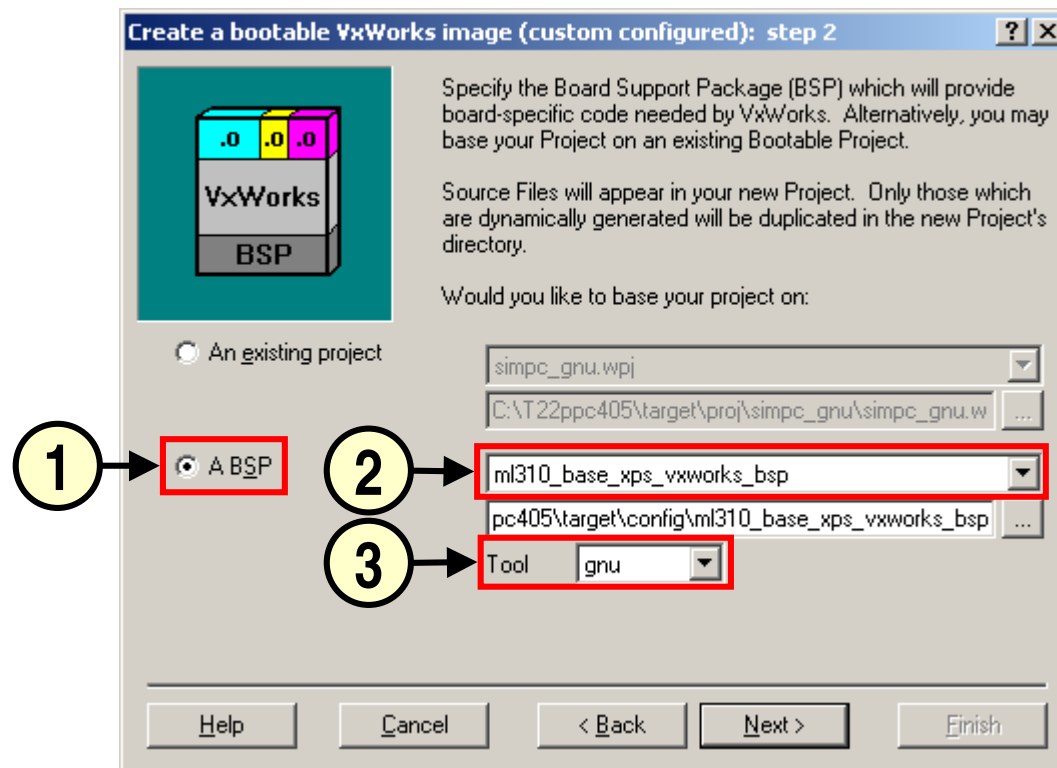 Create a bootable VxWorks image (custom configured): step 2
Specify the Board Support Package (BSP) which will provide
board-specific code needed by VxWorks. Alternatively, you may
base your Project on an existing Bootable Project.
.0 .0 .0
VxWorks
BSP
Source Files will appear in your new Project. Only those which
are dynamically generated will be duplicated in the new Project's
directory.
Would you like to base your project on:
An existing project
simpc_gnu.wpj
C:\T22ppc405\target\proj\simpc_gnu\simpc_gnu.w ...
1 A BSP 2 ml310_base_xps_vxworks_bsp
pc405\target\config\ml310_base_xps_vxworks_bsp ...
3 Tool gnu
Help Cancel < Back Next > Finish